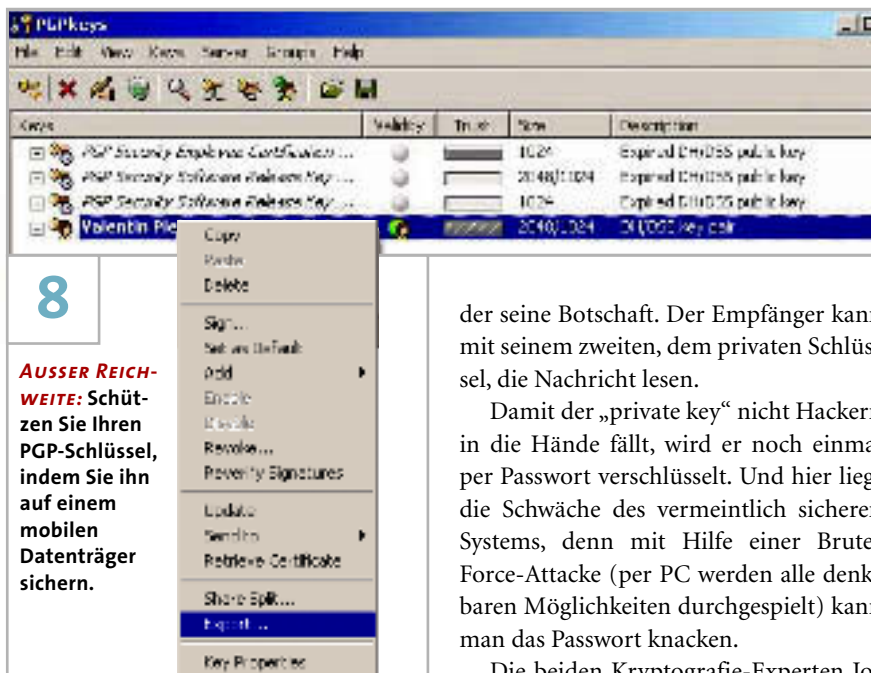 PGPkeys
File Edit View Keys Server Groups Help
Keys Validity Trust Size Description
PGP Security Employee Certification ... 1024 Expired DH/DSS public key
PGP Security Software Release Key ... 2048/1024 Expired DH/DSS public key
PGP Security Software Release Key ... 1024 Expired DH/DSS public key
Valentin 2048/1024 DH/DSS key pair
Copy
Paste
Delete
Sign...
Set as Default
Add
Enable
Disable
Revoke...
Reverify Signatures
Update
Send to
Retrieve Certificate
Share Split...
Export ...
Key Properties
8
AUSSER REICH-
WEITE: Schüt-
zen Sie Ihren
PGP-Schlüssel,
indem Sie ihn
auf einem
mobilen
Datenträger
sichern.
der seine Botschaft. Der Empfänger kann
mit seinem zweiten, dem privaten Schlüs
sel, die Nachricht lesen.
Damit der „private key“ nicht Hackern
in die Hände fällt, wird er noch einma
per Passwort verschlüsselt. Und hier lieg
die Schwäche des vermeintlich sicheren
Systems, denn mit Hilfe einer Brute
Force-Attacke (per PC werden alle denk
baren Möglichkeiten durchgespielt) kann
man das Passwort knacken.
Die beiden Kryptografie-Experten Jo